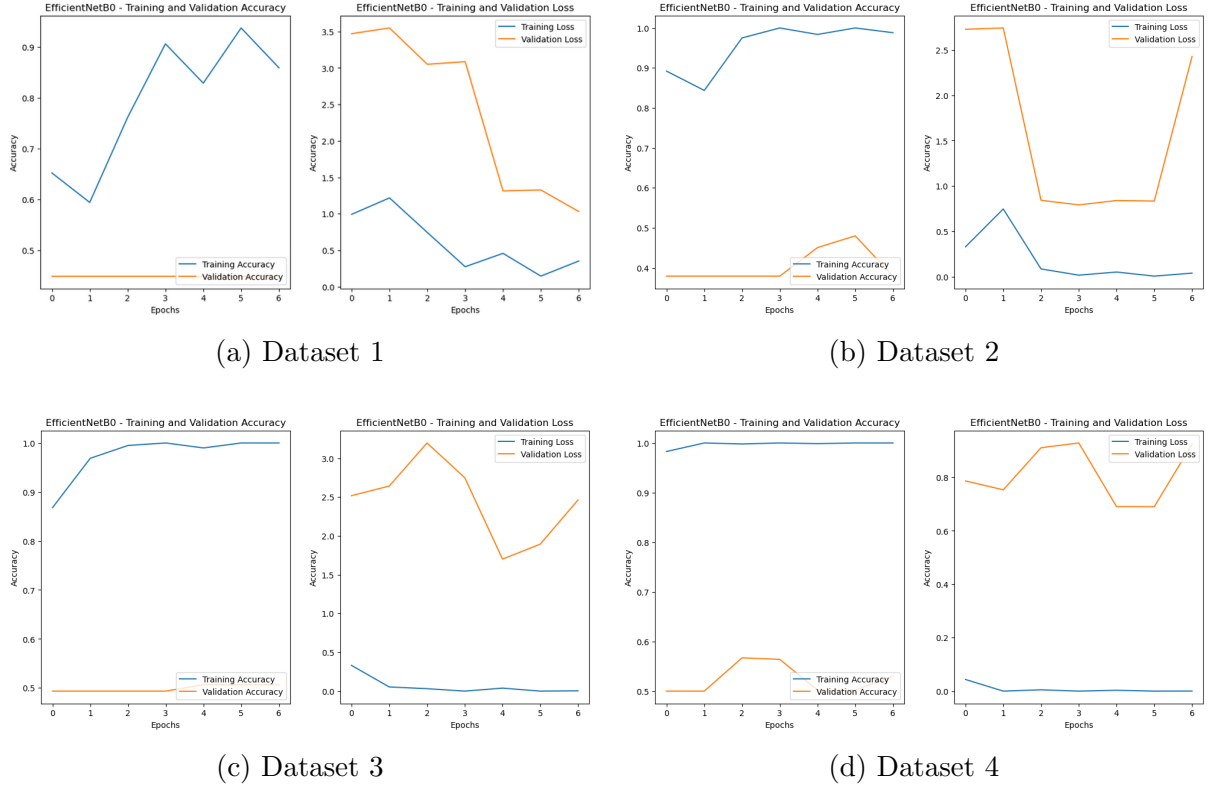 EfficientNetB0 - Training and Validation Accuracy
Accuracy
0.9
0.8
0.7
0.6
0.5
0 1 2 3 4 5 6
Epochs
Training Accuracy
Validation Accuracy
EfficientNetB0 - Training and Validation Loss
Accuracy
3.5
3.0
2.5
2.0
1.5
1.0
0.5
0.0
0 1 2 3 4 5 6
Epochs
Training Loss
Validation Loss
(a) Dataset 1
EfficientNetB0 - Training and Validation Accuracy
Accuracy
1.0
0.9
0.8
0.7
0.6
0.5
0.4
0 1 2 3 4 5 6
Epochs
Training Accuracy
Validation Accuracy
EfficientNetB0 - Training and Validation Loss
Accuracy
2.5
2.0
1.5
1.0
0.5
0.0
0 1 2 3 4 5 6
Epochs
Training Loss
Validation Loss
(b) Dataset 2
EfficientNetB0 - Training and Validation Accuracy
Accuracy
1.0
0.9
0.8
0.7
0.6
0.5
0 1 2 3 4 5 6
Epochs
Training Accuracy
Validation Accuracy
EfficientNetB0 - Training and Validation Loss
Accuracy
3.0
2.5
2.0
1.5
1.0
0.5
0.0
0 1 2 3 4 5 6
Epochs
Training Loss
Validation Loss
(c) Dataset 3
EfficientNetB0 - Training and Validation Accuracy
Accuracy
1.0
0.9
0.8
0.7
0.6
0.5
0 1 2 3 4 5 6
Epochs
Training Accuracy
Validation Accuracy
EfficientNetB0 - Training and Validation Loss
Accuracy
0.8
0.6
0.4
0.2
0.0
0 1 2 3 4 5 6
Epochs
Training Loss
Validation Loss
(d) Dataset 4